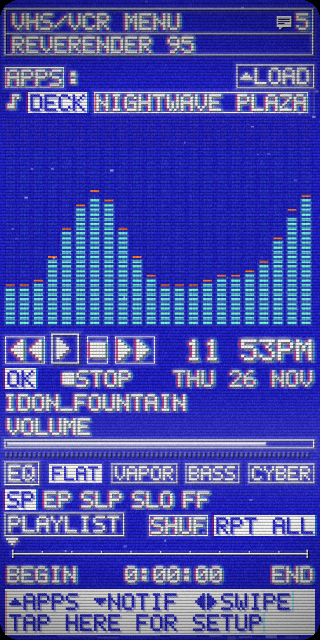 VHS/VCR MENU 5
REVERENDER 95
APPS: ▲LOAD
DECK NIGHTWAVE PLAZA
11 53PM
OK ■STOP THU 26 NOV
IDON_FOUNTAIN
VOLUME
EQ FLAT VAPOR BASS CYBER
SP EP SLP SLO FF
PLAYLIST SHUF RPT ALL
BEGIN 0:00:00 END
▲APPS ▼NOTIF ◀▶SWIPE
TAP HERE FOR SETUP